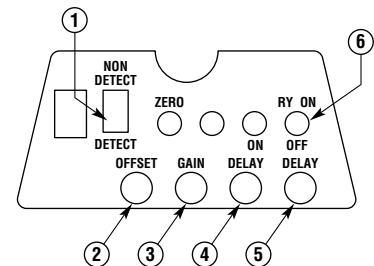 1
6
NON
DETECT
ZERO
RY ON
DETECT
ON
OFF
OFFSET
GAIN
DELAY
DELAY
2
3
4
5